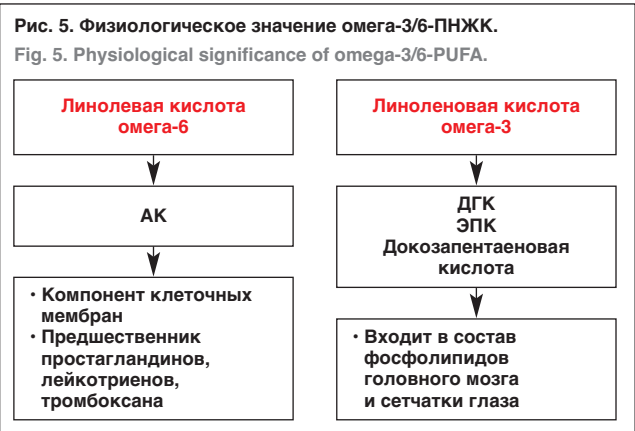 Рис. 5. Физиологическое значение омега-3/6-ПНЖК.
Fig. 5. Physiological significance of omega-3/6-PUFA.
Линолевая кислота
омега-6
АК
· Компонент клеточных
мембран
· Предшественник
простагландинов,
лейкотриенов,
тромбоксана
Линоленовая кислота
омега-3
ДГК
ЭПК
Докозапентаеновая
кислота
· Входит в состав
фосфолипидов
головного мозга
и сетчатки глаза